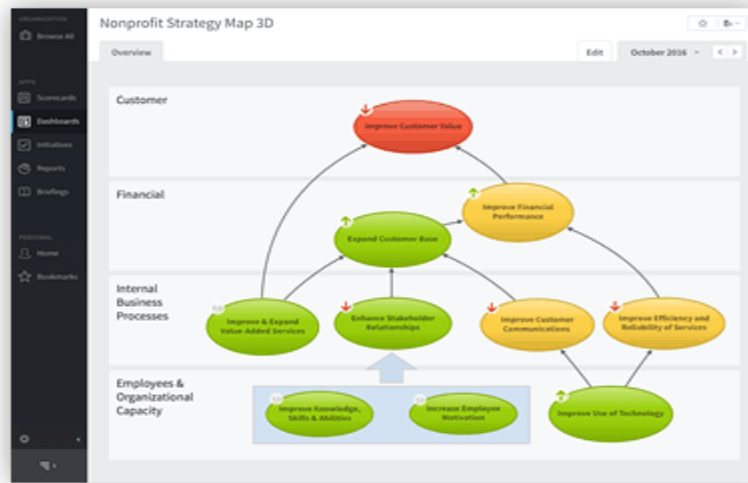 ORGANIZATION
Browse All
APPS
Scorecards
Dashboards
Initiatives
Reports
Briefings
PERSONAL
Home
Bookmarks
Nonprofit Strategy Map 3D
Overview
Edit
October 2016
Customer
Improve Customer Value
Financial
Improve Financial
Performance
Expand Customer Base
Internal
Business
Processes
Improve & Expand
Value-Added Services
Enhance Stakeholder
Relationships
Improve Customer
Communications
Improve Efficiency and
Reliability of Services
Employees &
Organizational
Capacity
Improve Knowledge,
Skills & Abilities
Increase Employee
Motivation
Improve Use of Technology